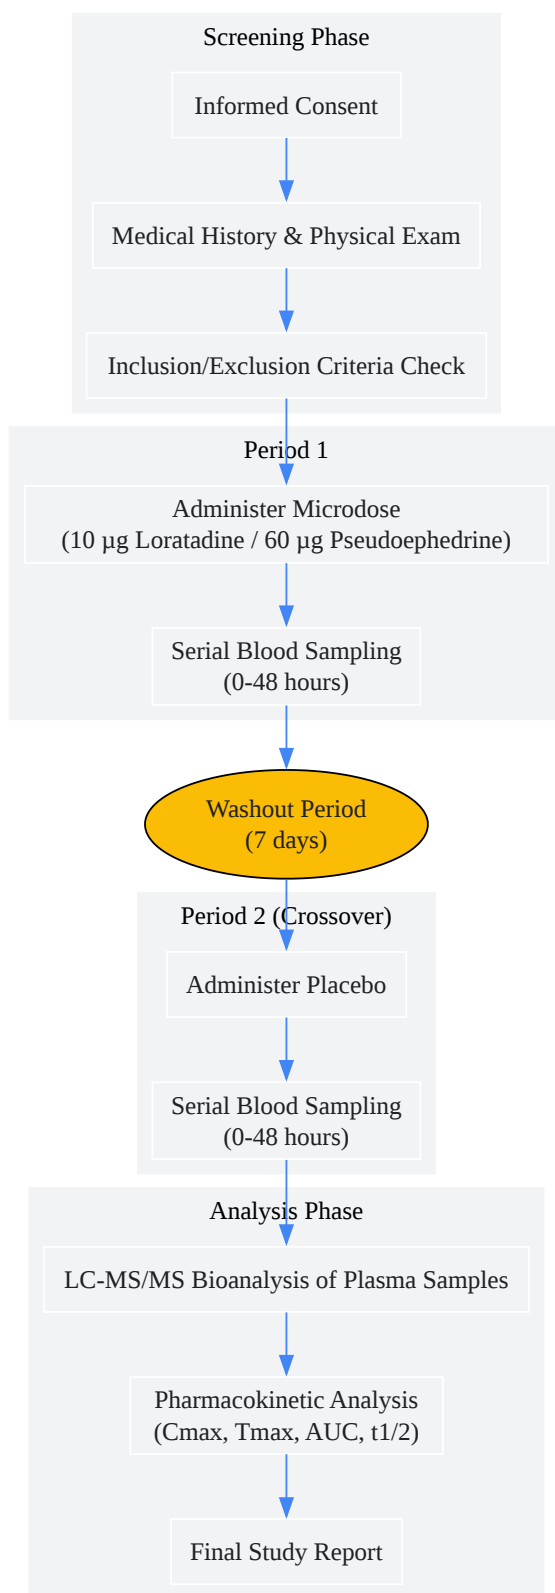 Screening Phase
Informed Consent
Medical History & Physical Exam
Inclusion/Exclusion Criteria Check
Period 1
Administer Microdose
(10 µg Loratadine / 60 µg Pseudoephedrine)
Serial Blood Sampling
(0-48 hours)
Washout Period
(7 days)
Period 2 (Crossover)
Administer Placebo
Serial Blood Sampling
(0-48 hours)
Analysis Phase
LC-MS/MS Bioanalysis of Plasma Samples
Pharmacokinetic Analysis
(Cmax, Tmax, AUC, t1/2)
Final Study Report